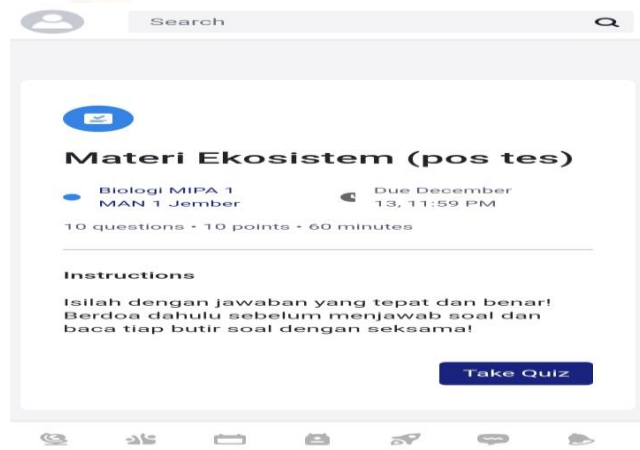 Search
Materi Ekosistem (pos tes)
Biologi MIPA 1
MAN 1 Jember
Due December
13, 11:59 PM
10 questions • 10 points • 60 minutes
Instructions
Isilah dengan jawaban yang tepat dan benar!
Berdoa dahulu sebelum menjawab soal dan
baca tiap butir soal dengan seksama!
Take Quiz